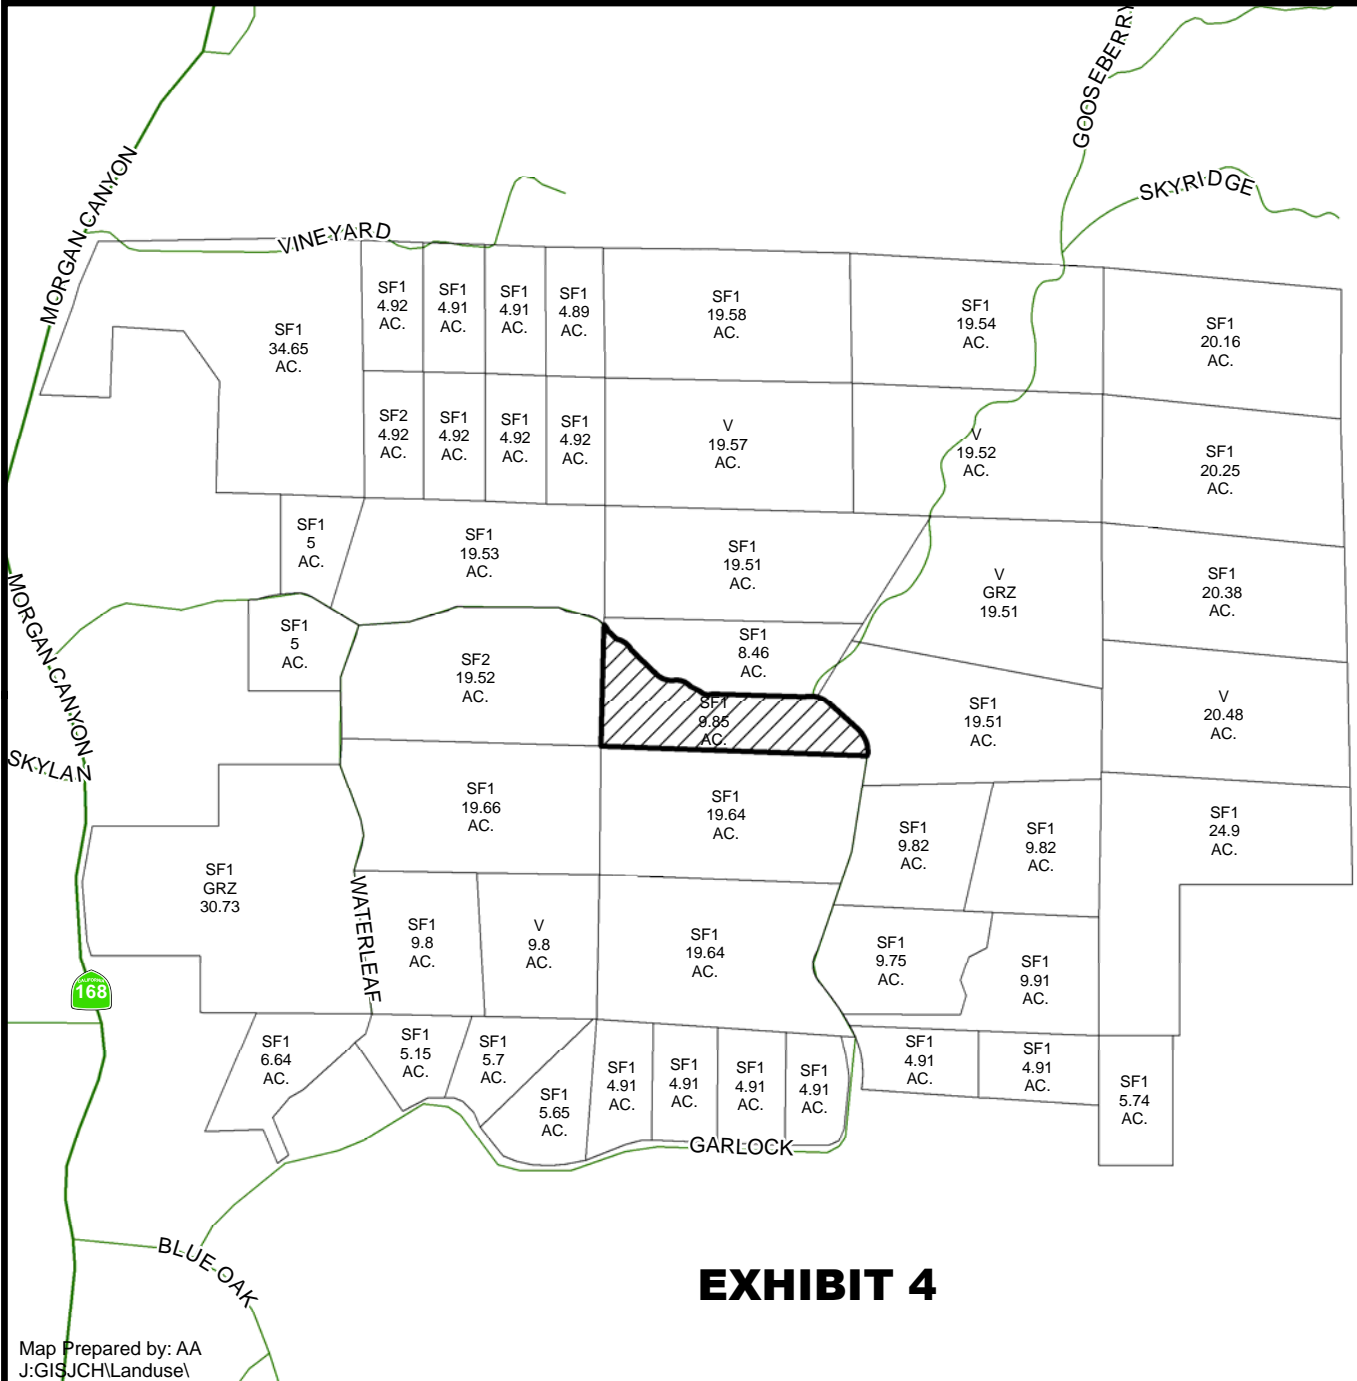 GOOSEBERRY
MORGAN CANYON
SKYRIDGE
VINEYARD
SF1
34.65
AC.
SF1
4.92
AC.
SF1
4.91
AC.
SF1
4.91
AC.
SF1
4.89
AC.
SF1
19.58
AC.
SF1
19.54
AC.
SF1
20.16
AC.
SF2
4.92
AC.
SF1
4.92
AC.
SF1
4.92
AC.
SF1
4.92
AC.
V
19.57
AC.
V
19.52
AC.
SF1
20.25
AC.
SF1
5
AC.
SF1
19.53
AC.
SF1
19.51
AC.
V
GRZ
19.51
SF1
20.38
AC.
MORGAN CANYON
SF1
5
AC.
SF2
19.52
AC.
SF1
8.46
AC.
SF1
9.85
AC.
SF1
19.51
AC.
V
20.48
AC.
SKYLAN
SF1
19.66
AC.
SF1
19.64
AC.
SF1
9.82
AC.
SF1
9.82
AC.
SF1
24.9
AC.
SF1
GRZ
30.73
WATERLEAF
SF1
9.8
AC.
V
9.8
AC.
SF1
19.64
AC.
SF1
9.75
AC.
SF1
9.91
AC.
CALIFORNIA
168
SF1
6.64
AC.
SF1
5.15
AC.
SF1
5.7
AC.
SF1
5.65
AC.
SF1
4.91
AC.
SF1
4.91
AC.
SF1
4.91
AC.
SF1
4.91
AC.
SF1
4.91
AC.
SF1
4.91
AC.
SF1
5.74
AC.
GARLOCK
BLUE OAK
EXHIBIT 4
Map Prepared by: AA
J:GISJCH\Landuse\